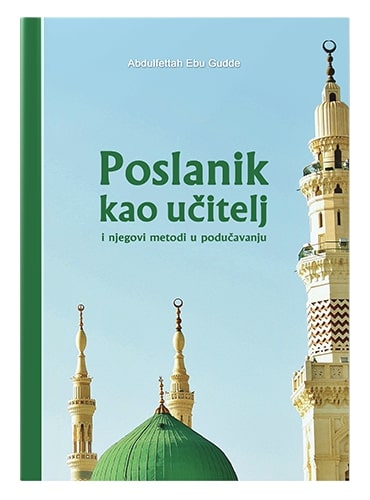 Abdulfettah Ebu Gudde
Poslanik
kao učitelj
i njegovi metodi u podučavanju